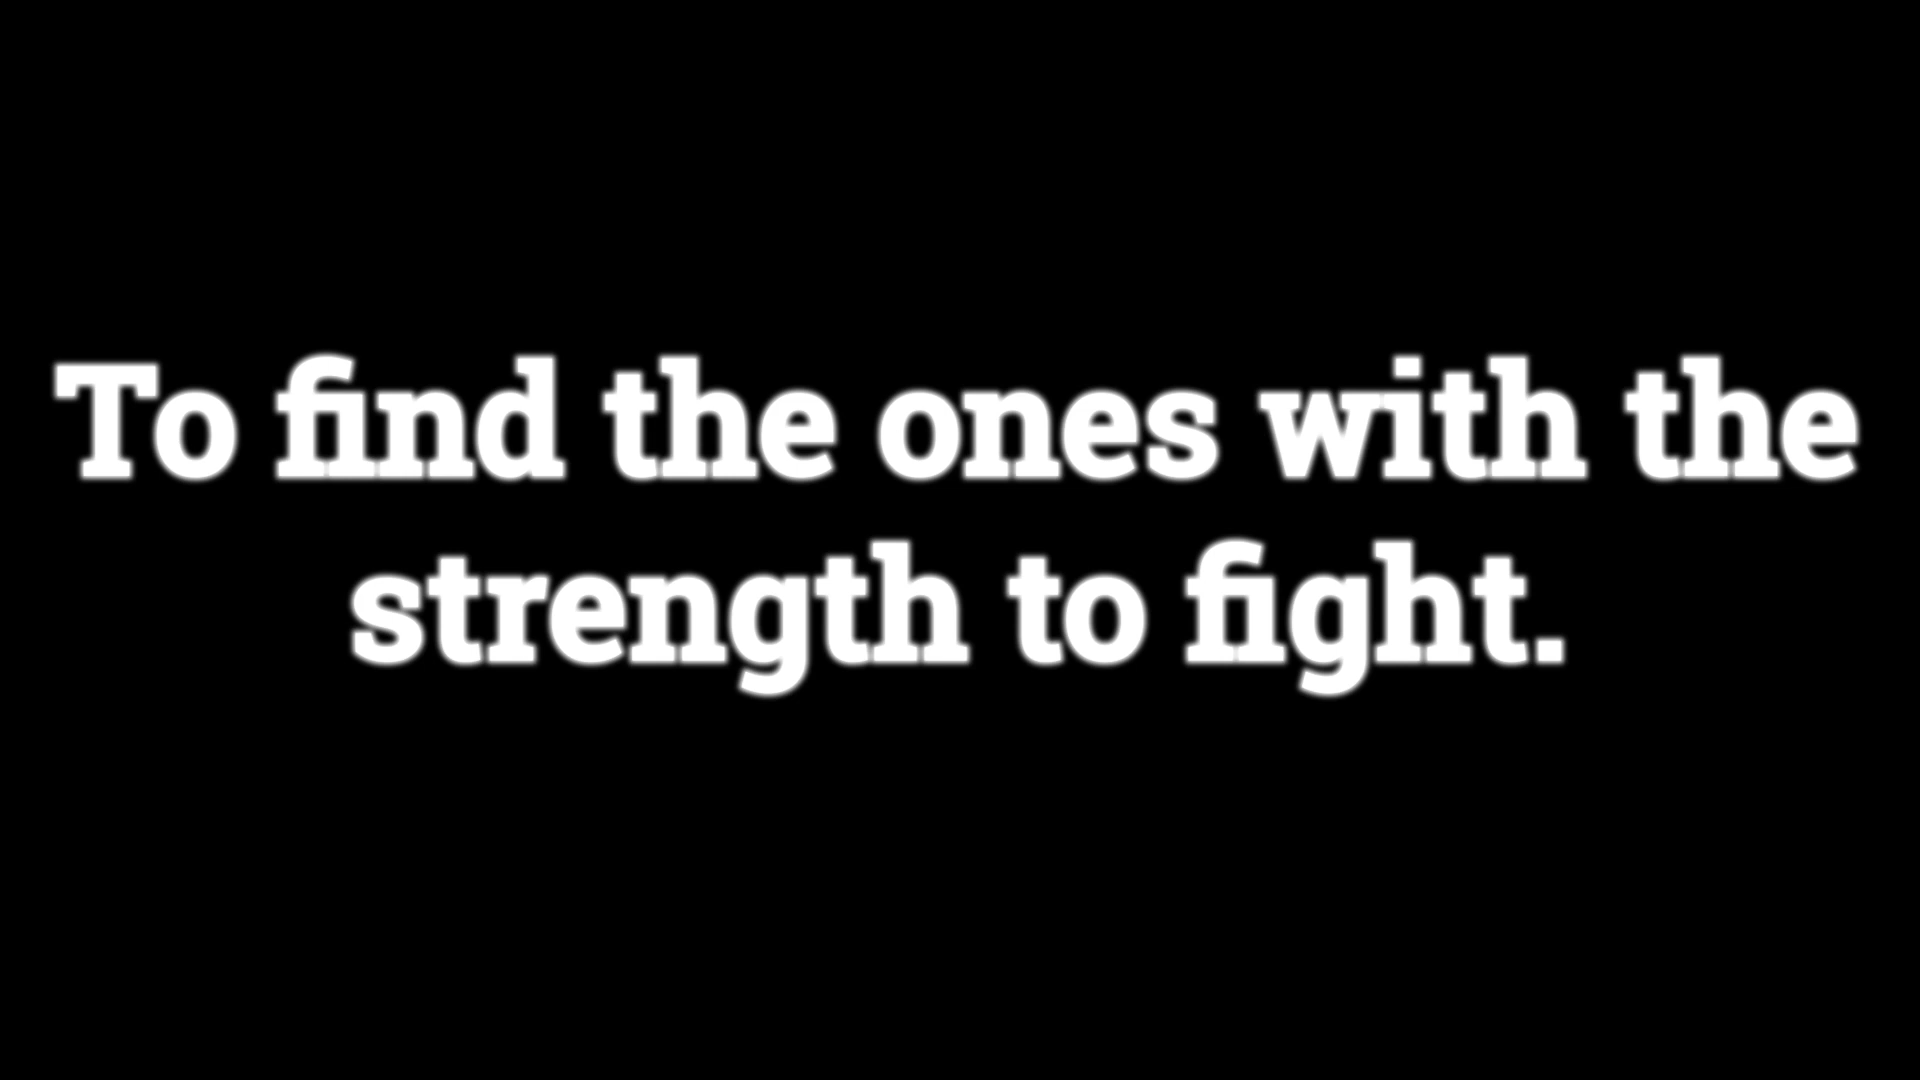 To find the ones with the
strength to fight.